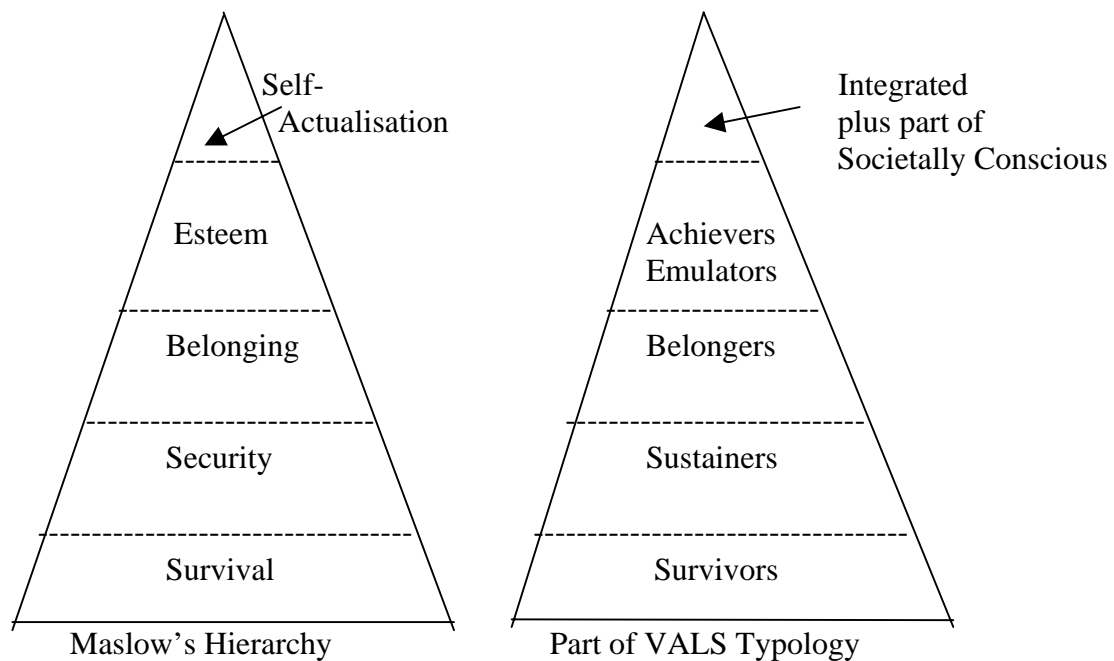 Self-
Actualisation
Esteem
Belonging
Security
Survival
Maslow's Hierarchy
Integrated
plus part of
Societally Conscious
Achievers
Emulators
Belongers
Sustainers
Survivors
Part of VALS Typology